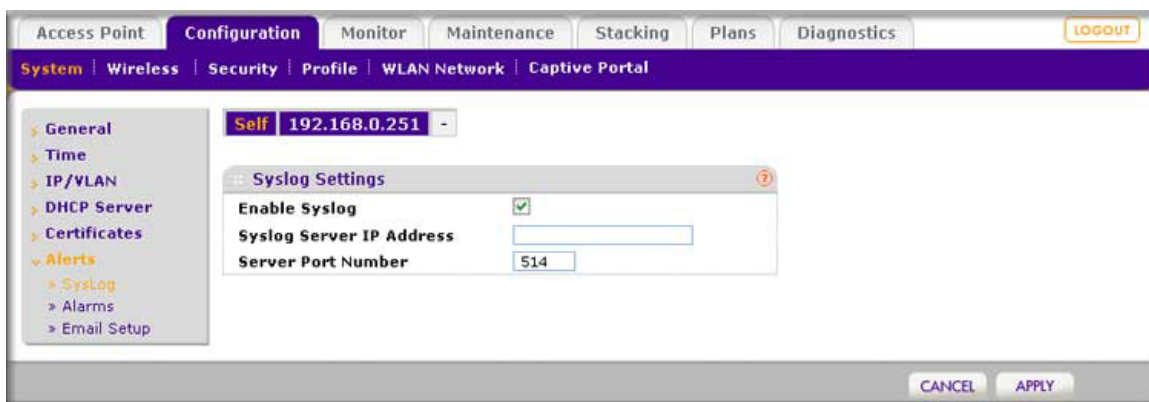 Access Point Configuration Monitor Maintenance Stacking Plans Diagnostics LOGOUT
System Wireless Security Profile WLAN Network Captive Portal
General
Time
IP/VLAN
DHCP Server
Certificates
Alerts
» SysLog
» Alarms
» Email Setup
Self 192.168.0.251 -
Syslog Settings ?
Enable Syslog
Syslog Server IP Address
Server Port Number 514
CANCEL APPLY